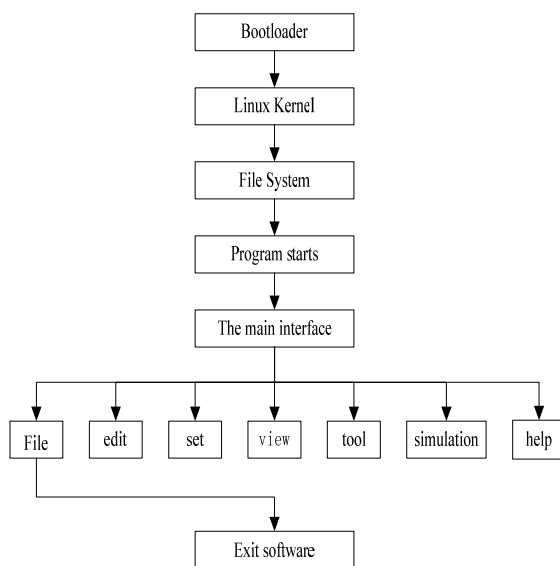 Bootloader
Linux Kernel
File System
Program starts
The main interface
File
edit
set
view
tool
simulation
help
Exit software